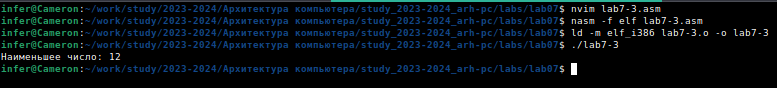 infer@Cameron:~/work/study/2023-2024/Архитектура компьютера/study_2023-2024_arh-pc/labs/lab07$ nvim lab7-3.asm
infer@Cameron:~/work/study/2023-2024/Архитектура компьютера/study_2023-2024_arh-pc/labs/lab07$ nasm -f elf lab7-3.asm
infer@Cameron:~/work/study/2023-2024/Архитектура компьютера/study_2023-2024_arh-pc/labs/lab07$ ld -m elf_i386 lab7-3.o -o lab7-3
infer@Cameron:~/work/study/2023-2024/Архитектура компьютера/study_2023-2024_arh-pc/labs/lab07$ ./lab7-3
Наименьшее число: 12
infer@Cameron:~/work/study/2023-2024/Архитектура компьютера/study_2023-2024_arh-pc/labs/lab07$